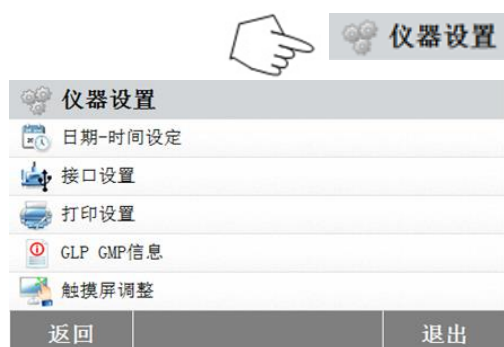 仪器设置
仪器设置
日期-时间设定
接口设置
打印设置
GLP GMP信息
触摸屏调整
返回
退出